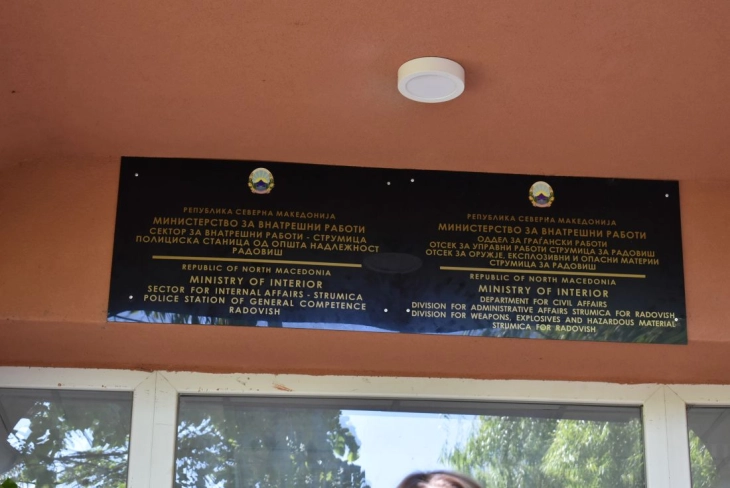 РЕПУБЛИКА СЕВЕРНА МАКЕДОНИЈА
МИНИСТЕРСТВО ЗА ВНАТРЕШНИ РАБОТИ
СЕКТОР ЗА ВНАТРЕШНИ РАБОТИ - СТРУМИЦА
ПОЛИЦИСКА СТАНИЦА ОД ОПШТА НАДЛЕЖНОСТ
РАДОВИШ
REPUBLIC OF NORTH MACEDONIA
MINISTRY OF INTERIOR
SECTOR FOR INTERNAL AFFAIRS - STRUMICA
POLICE STATION OF GENERAL COMPETENCE
RADOVISH
РЕПУБЛИКА СЕВЕРНА МАКЕДОНИЈА
МИНИСТЕРСТВО ЗА ВНАТРЕШНИ РАБОТИ
ОДДЕЛ ЗА ГРАЃАНСКИ РАБОТИ
ОТСЕК ЗА УПРАВНИ РАБОТИ СТРУМИЦА ЗА РАДОВИШ
ОТСЕК ЗА ОРУЖЈЕ, ЕКСПЛОЗИВНИ И ОПАСНИ МАТЕРИИ
СТРУМИЦА ЗА РАДОВИШ
REPUBLIC OF NORTH MACEDONIA
MINISTRY OF INTERIOR
DEPARTMENT FOR CIVIL AFFAIRS
DIVISION FOR ADMINISTRATIVE AFFAIRS STRUMICA FOR RADOVISH
DIVISION FOR WEAPONS, EXPLOSIVES AND HAZARDOUS MATERIAL
STRUMICA FOR RADOVISH